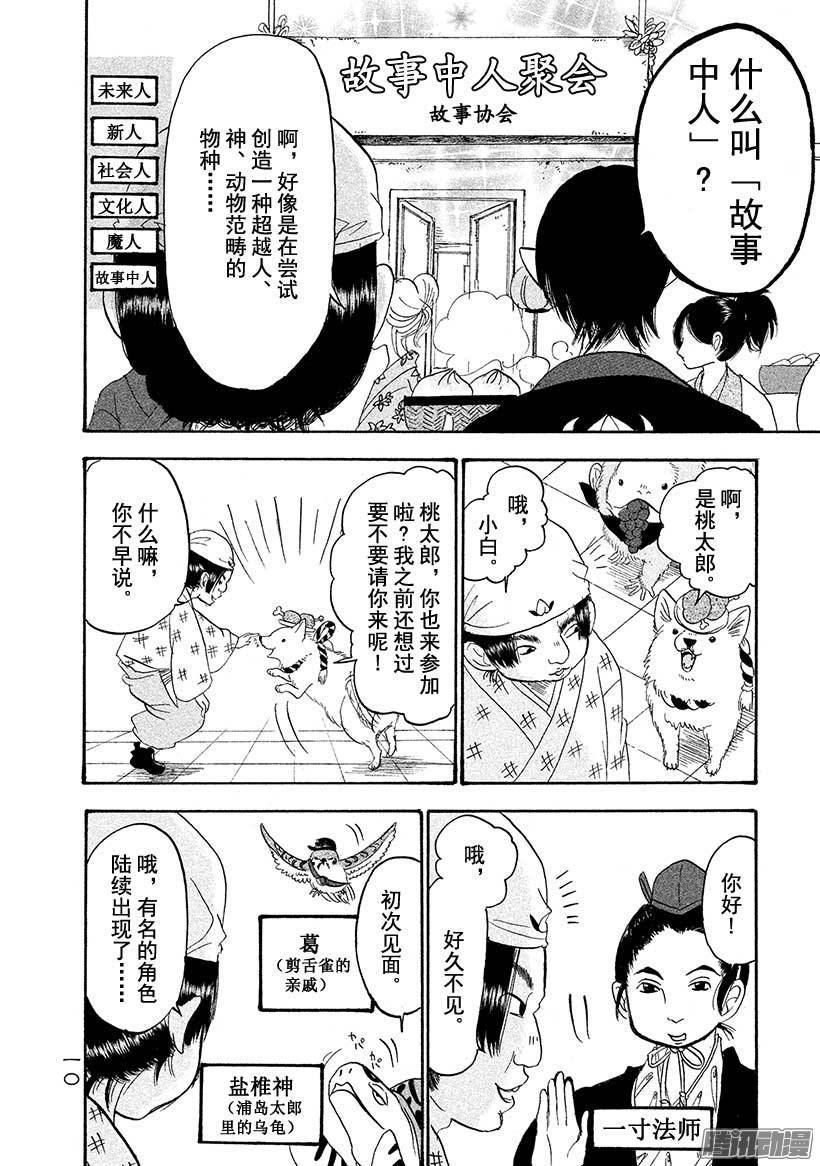 什么叫「故事
中人」?
故事中人聚会
故事协会
啊，好像是在尝试
创造一种超越人、
神、动物范畴的
物种……
未来人
新人
社会人
文化人
魔人
故事中人
啊，
是桃太郎。
哦，
小白。
桃太郎，你也来参加
啦？我之前还想过
要不要请你来呢！
什么嘛，
你不早说。
你好！
哦，
好久不见。
一寸法师
初次见面。
葛
（剪舌雀的
亲戚）
盐椎神
（浦岛太郎
里的乌龟）
哦，有名的角色
陆续出现了……
一〇
腾讯动漫